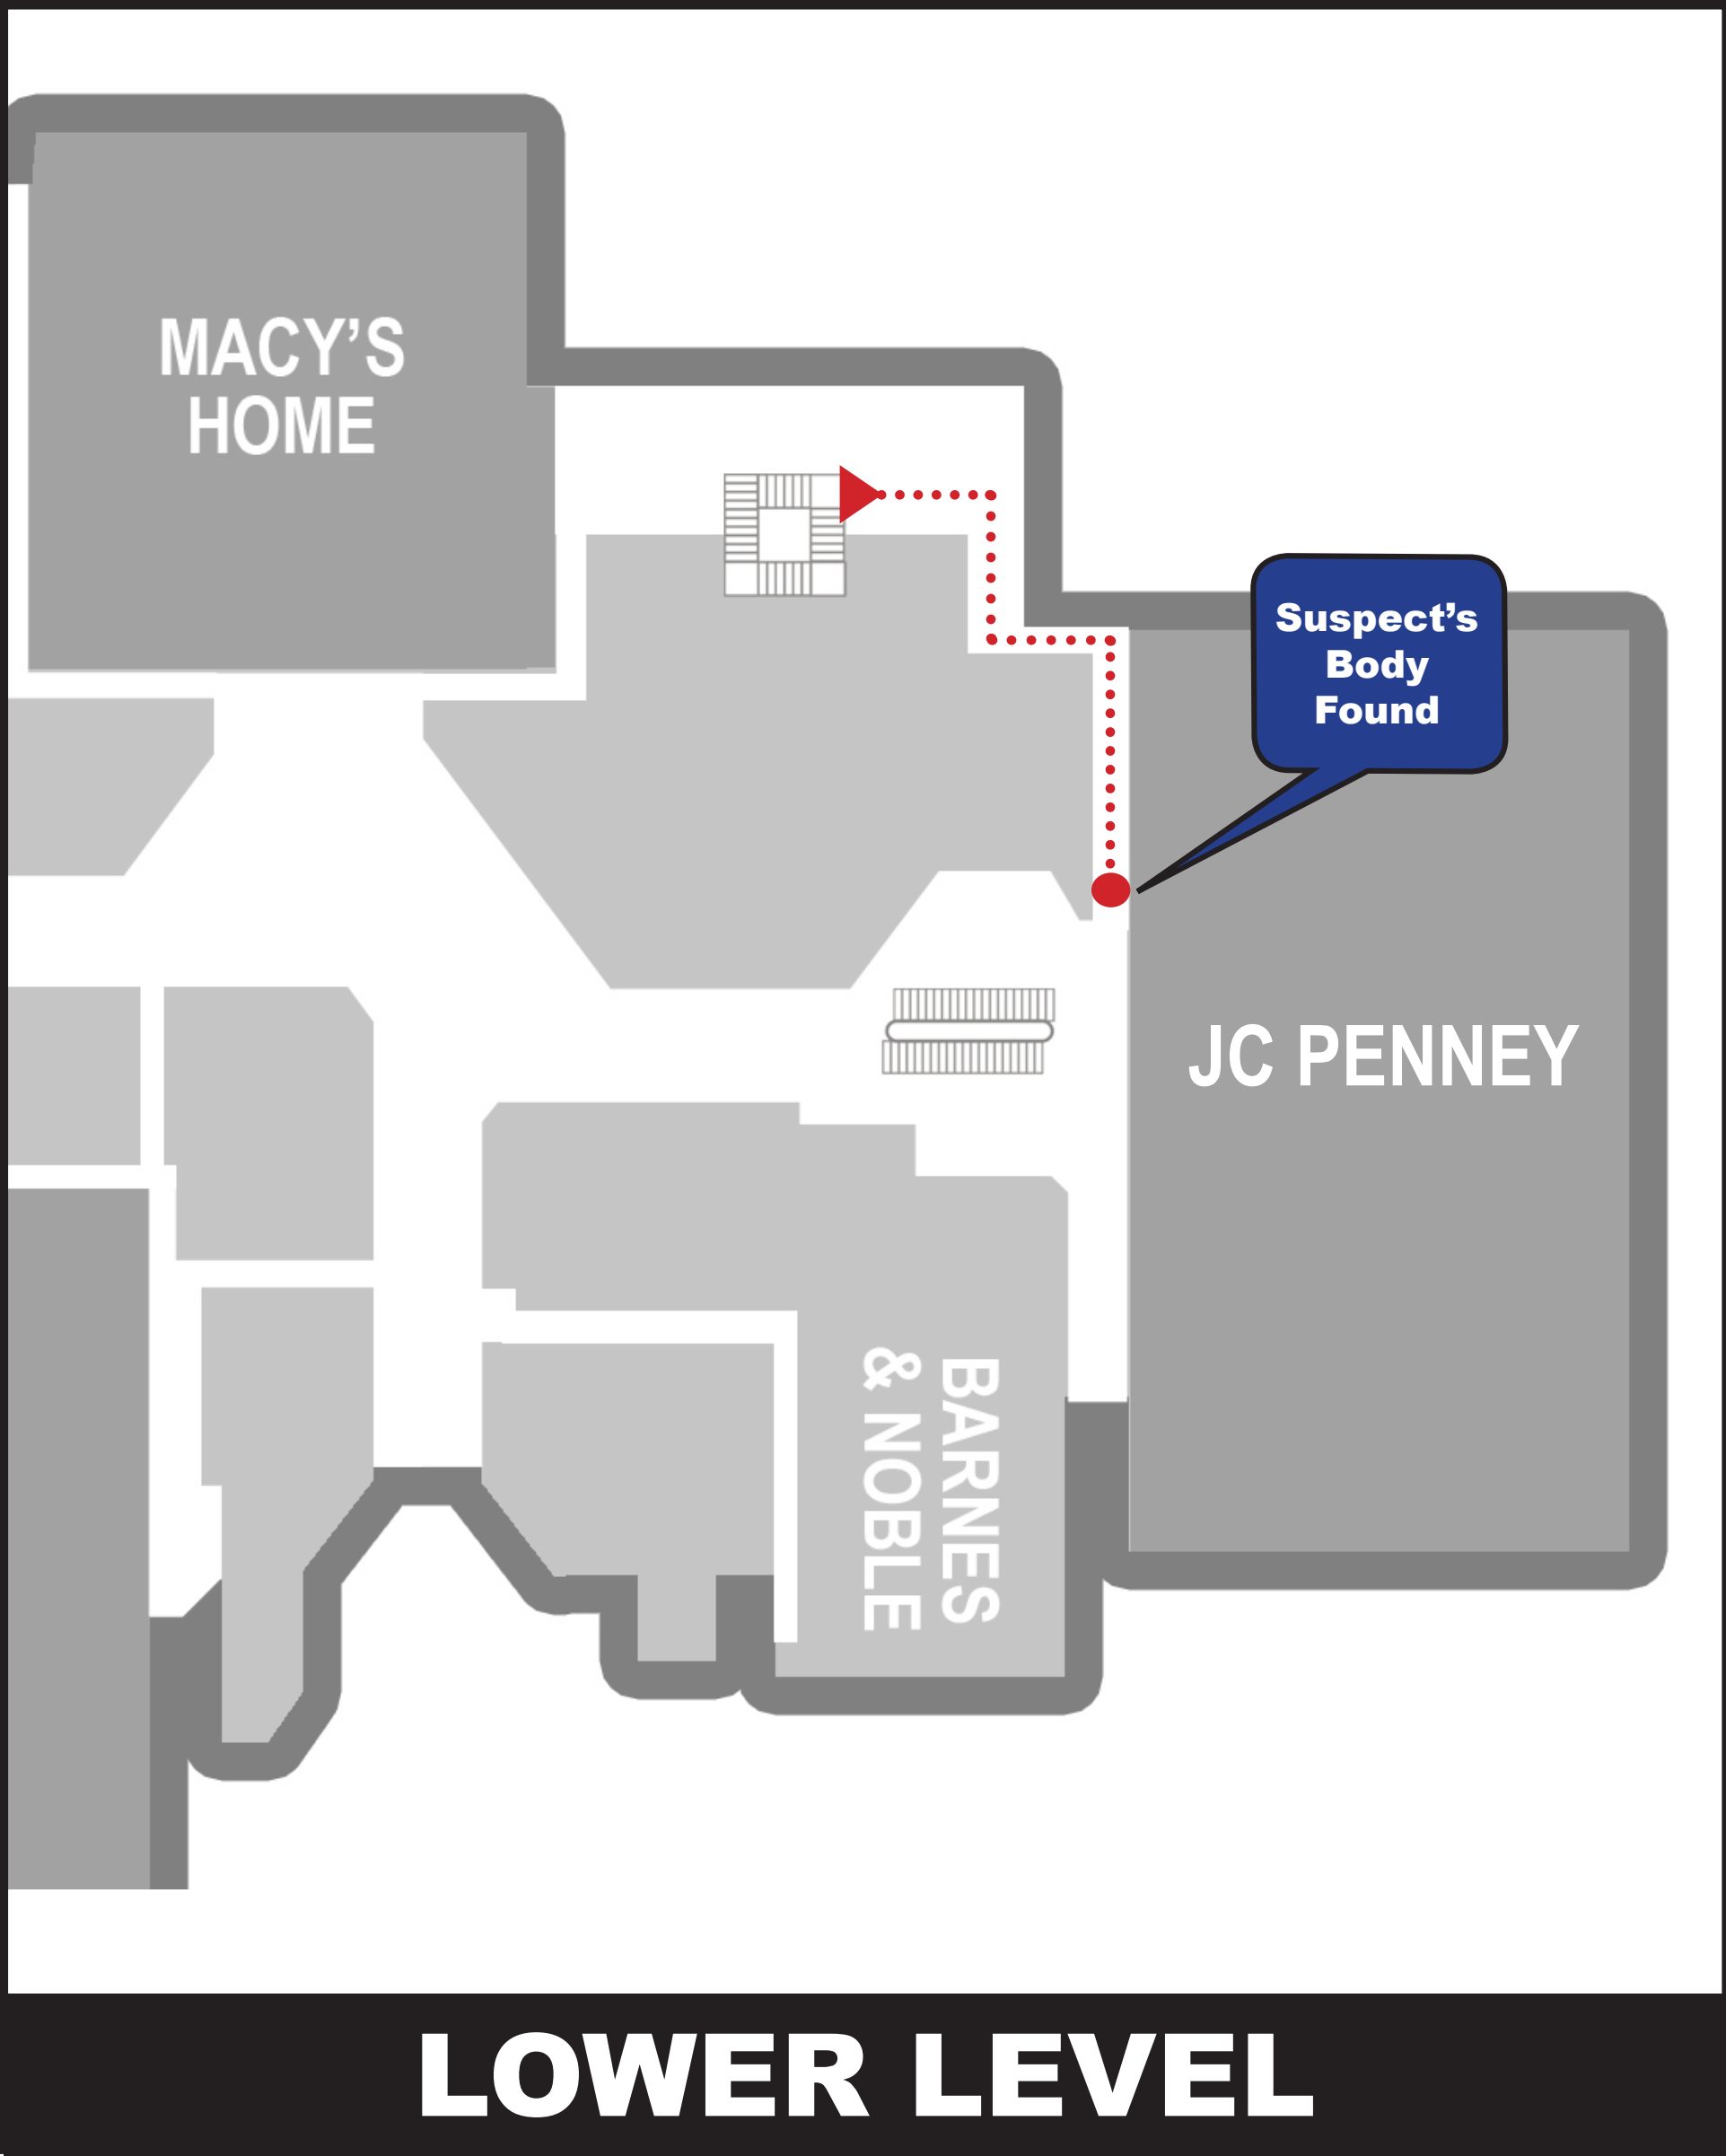 MACY’S
HOME
Suspect’s
Body
Found
JC PENNEY
BARNES
& NOBLE
LOWER LEVEL